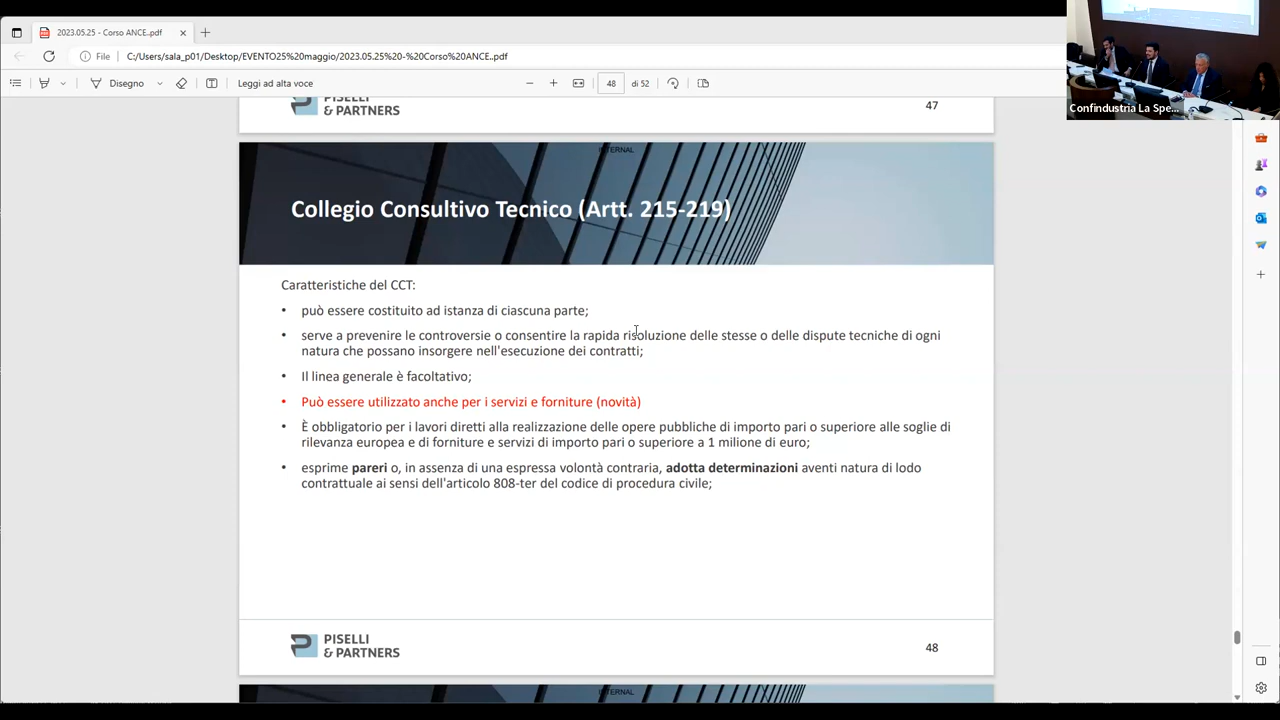 2023.05.25 - Corso ANCE..pdf
File C:/Users/sala_p01/Desktop/EVENTO25%20maggio/2023.05.25%20-%20Corso%20ANCE..pdf
Disegno Leggi ad alta voce 48 di 52
Confindustria La Spe...
PISELLI
& PARTNERS
47
INTERNAL
Collegio Consultivo Tecnico (Artt. 215-219)
Caratteristiche del CCT:
• può essere costituito ad istanza di ciascuna parte;
• serve a prevenire le controversie o consentire la rapida risoluzione delle stesse o delle dispute tecniche di ogni
natura che possano insorgere nell'esecuzione dei contratti;
• Il linea generale è facoltativo;
• Può essere utilizzato anche per i servizi e forniture (novità)
• È obbligatorio per i lavori diretti alla realizzazione delle opere pubbliche di importo pari o superiore alle soglie di
rilevanza europea e di forniture e servizi di importo pari o superiore a 1 milione di euro;
• esprime pareri o, in assenza di una espressa volontà contraria, adotta determinazioni aventi natura di lodo
contrattuale ai sensi dell'articolo 808-ter del codice di procedura civile;
PISELLI
& PARTNERS
48
INTERNAL